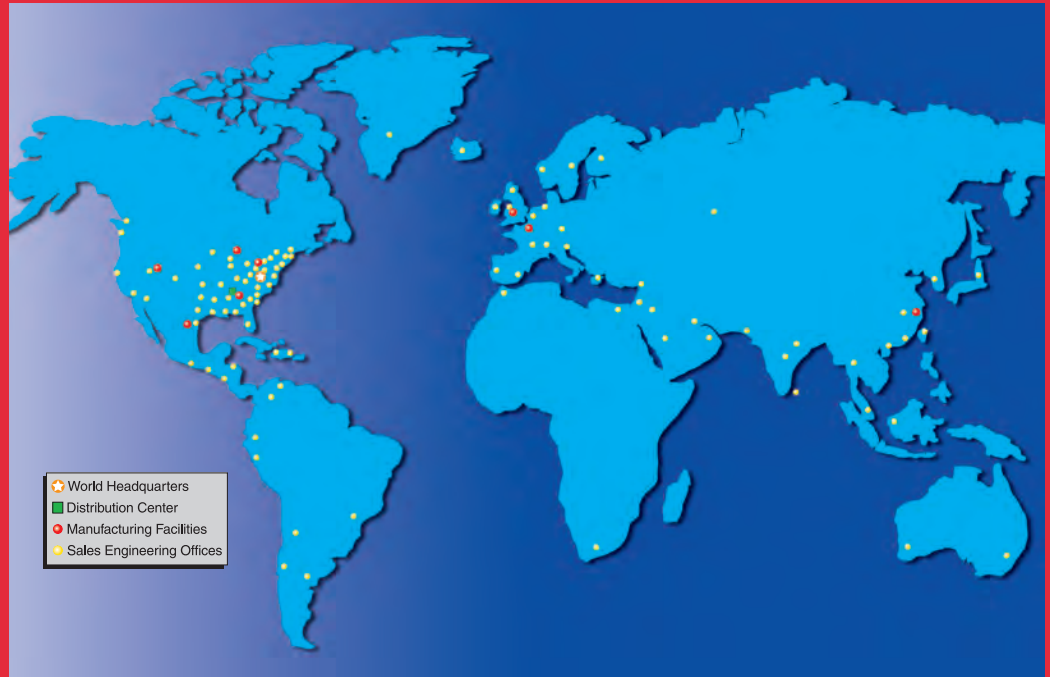 World Headquarters
Distribution Center
Manufacturing Facilities
Sales Engineering Offices